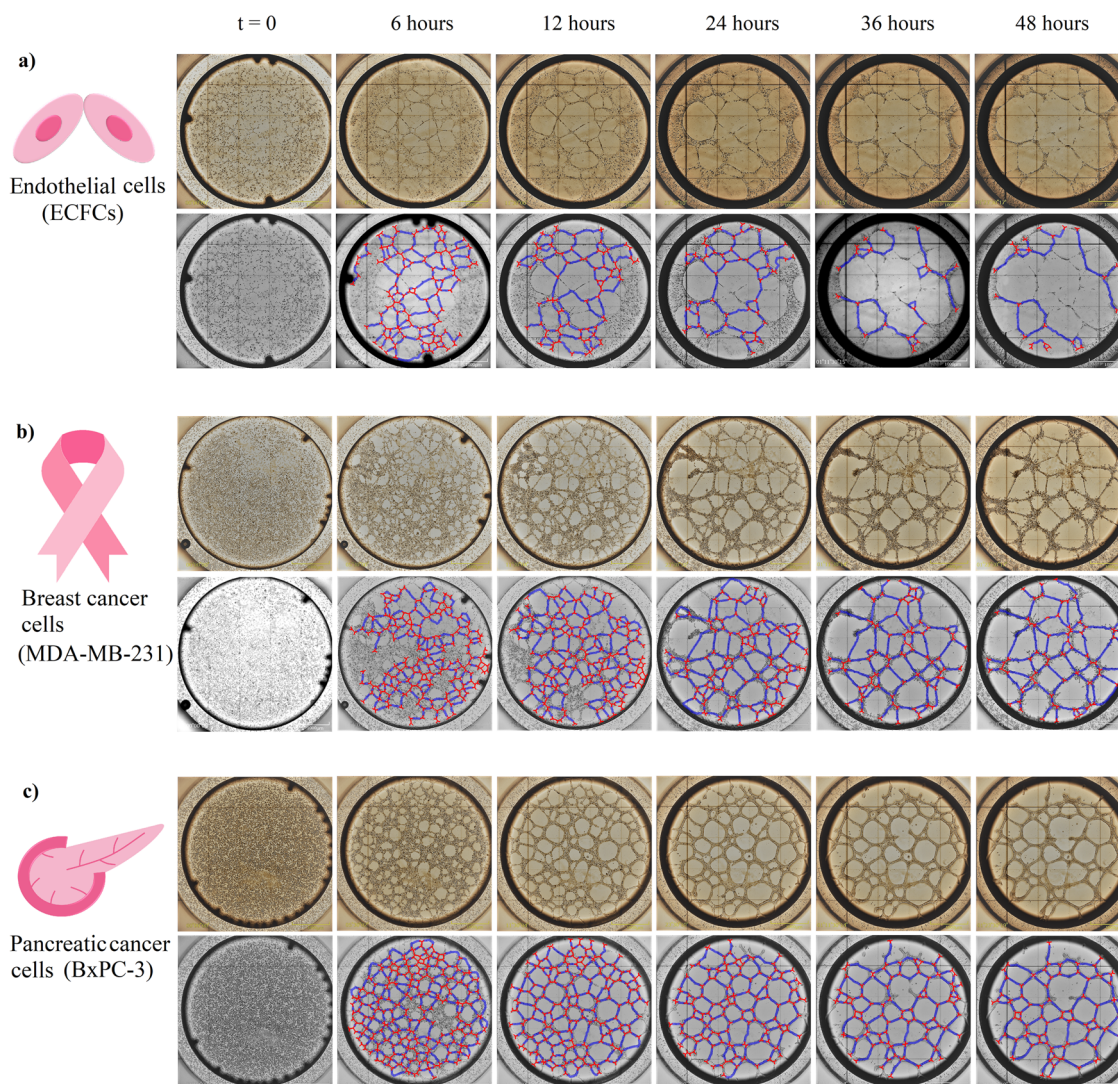 t = 0 6 hours 12 hours 24 hours 36 hours 48 hours
a)
Endothelial cells
(ECFCs)
b)
Breast cancer
cells
(MDA-MB-231)
c)
Pancreatic cancer
cells (BxPC-3)